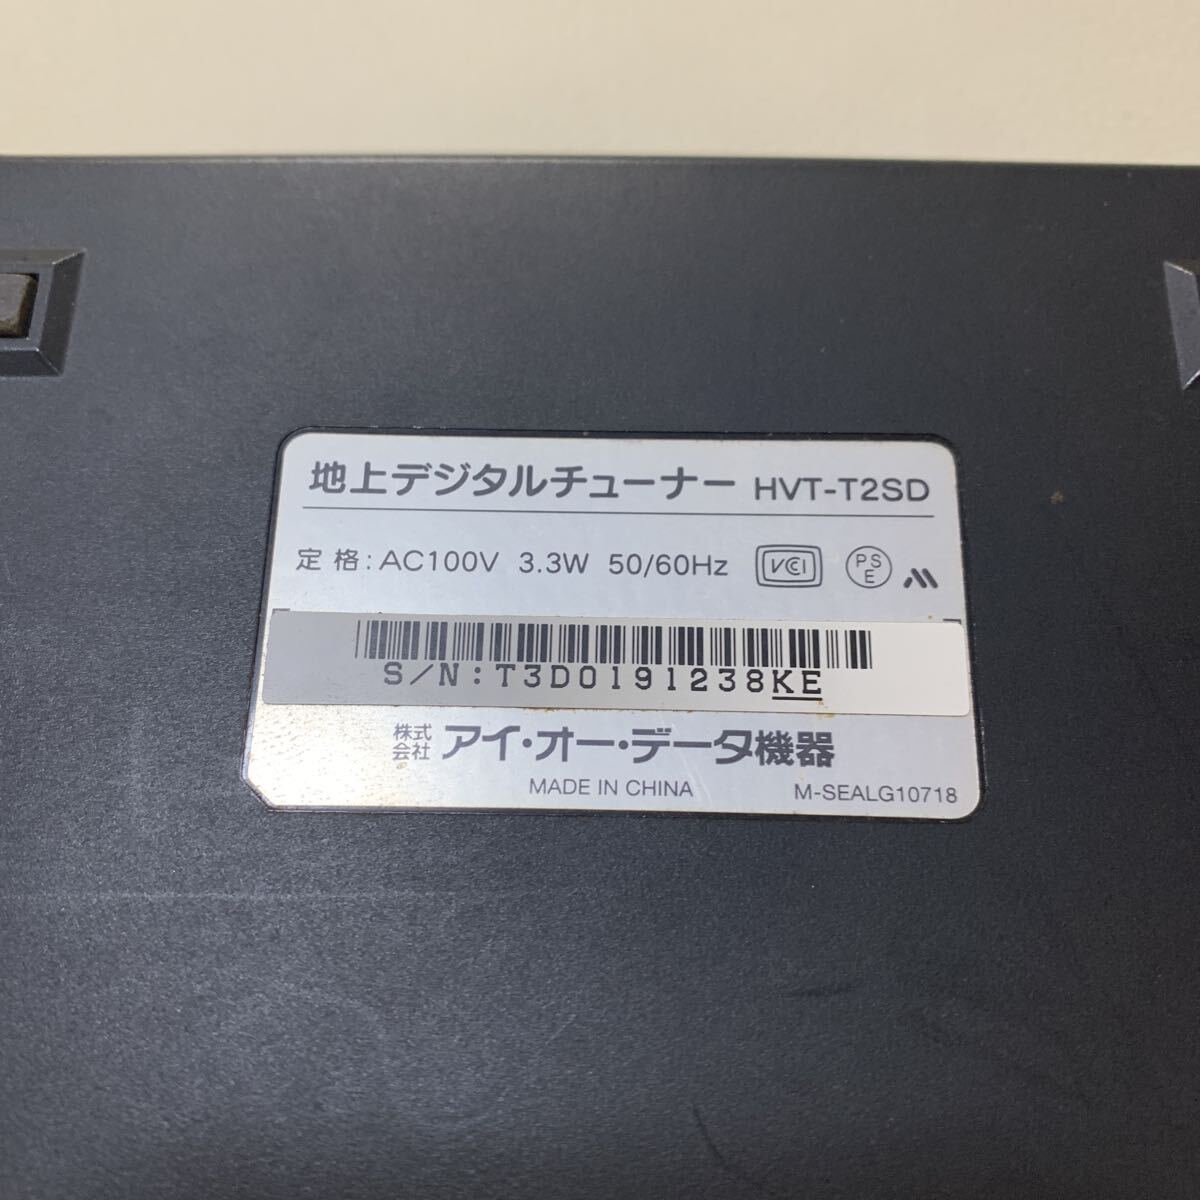 地上デジタルチューナー HVT-T2SD
定 格 : AC100V 3.3W 50/60Hz VCCI PSE
S/N:T3D0191238KE
株式会社 アイ・オー・データ機器
MADE IN CHINA M-SEALG10718